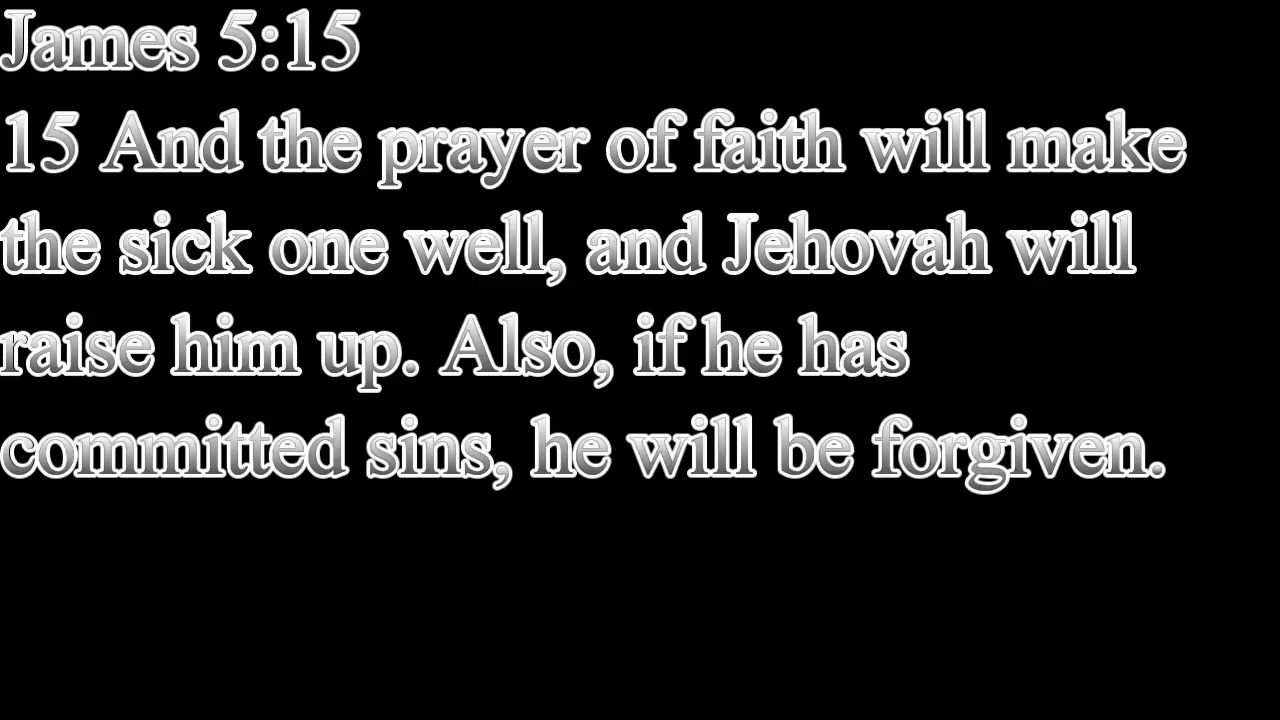 James 5:15
15 And the prayer of faith will make
the sick one well, and Jehovah will
raise him up. Also, if he has
committed sins, he will be forgiven.